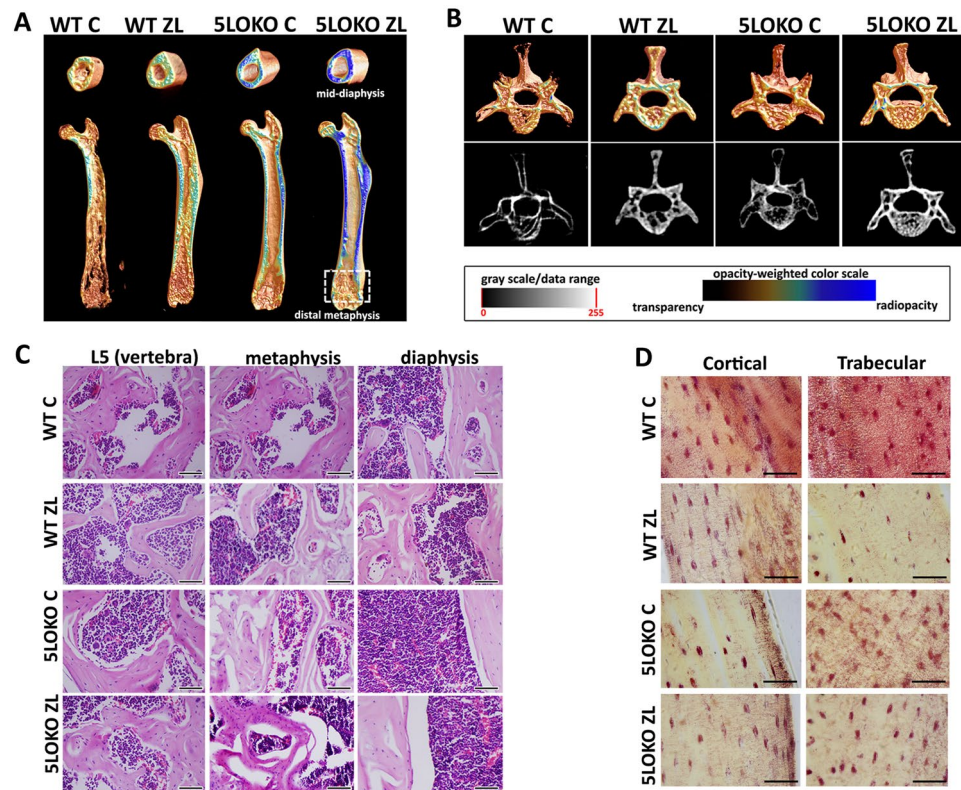 A
WT C WT ZL 5LOKO C 5LOKO ZL
mid-diaphysis
distal metaphysis
B
WT C WT ZL 5LOKO C 5LOKO ZL
gray scale/data range
0 255
opacity-weighted color scale
transparency radiopacity
C
L5 (vertebra) metaphysis diaphysis
WT C
WT ZL
5LOKO C
5LOKO ZL
D
Cortical Trabecular
WT C
WT ZL
5LOKO C
5LOKO ZL